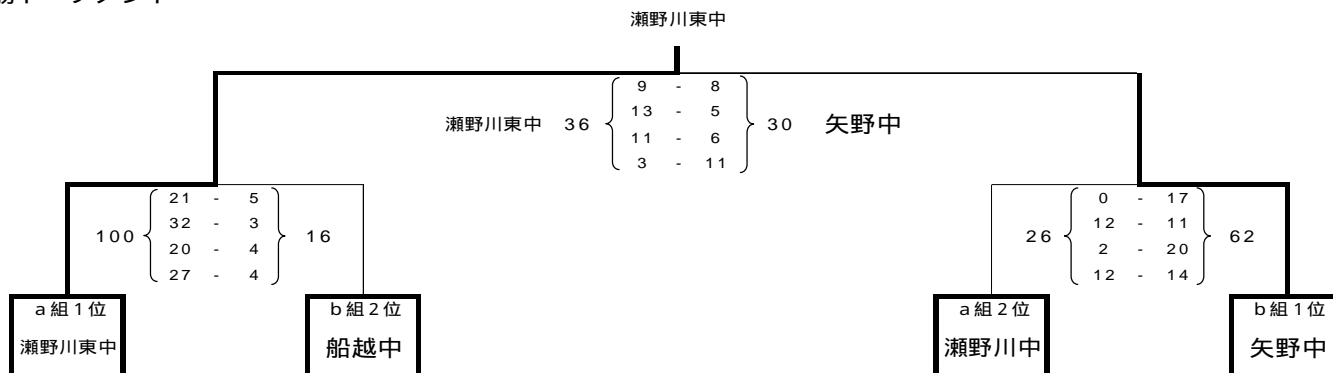 瀬野川東中
9 - 8
瀬野川東中 36 13 - 5 30 矢野中
11 - 6
3 - 11
21 - 5
100 32 - 3 16
20 - 4
27 - 4
0 - 17
26 12 - 11 62
2 - 20
12 - 14
a組1位
瀬野川東中
b組2位
船越中
a組2位
瀬野川中
b組1位
矢野中